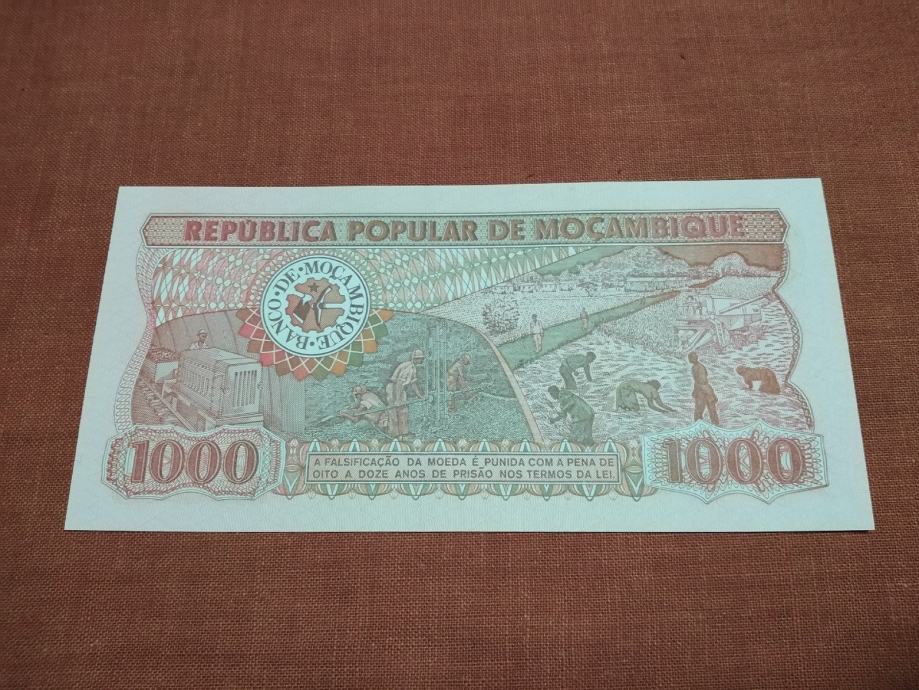 REPÚBLICA POPULAR DE MOÇAMBIQUE
BANCO·DE·MOÇAMBIQUE·
1000
A FALSIFICAÇÃO DA MOEDA É PUNIDA COM A PENA DE
OITO A DOZE ANOS DE PRISÃO NOS TERMOS DA LEI.
1000